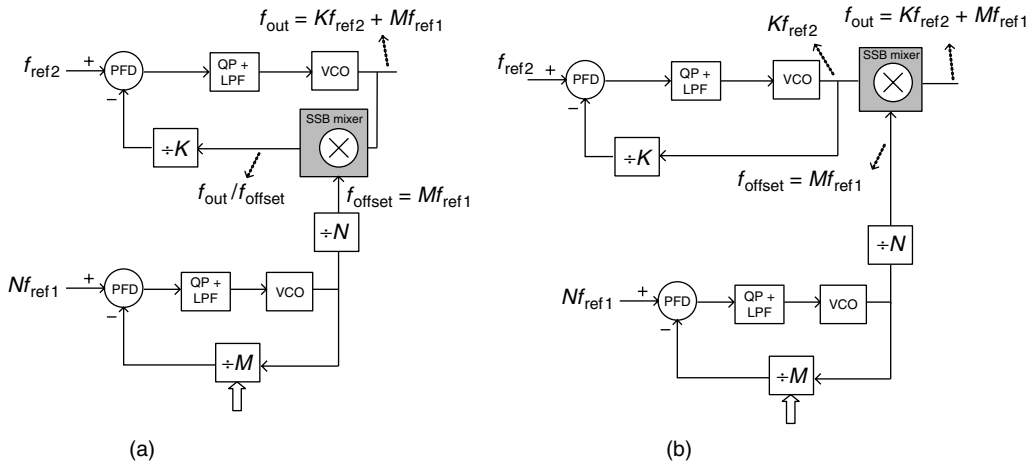 f_out = Kf_ref2 + Mf_ref1
f_ref2
+
PFD
−
QP +
LPF
VCO
SSB mixer
÷K
f_out / f_offset
f_offset = Mf_ref1
÷N
Nf_ref1
+
PFD
−
QP +
LPF
VCO
÷M
(a)
Kf_ref2
f_out = Kf_ref2 + Mf_ref1
f_ref2
+
PFD
−
QP +
LPF
VCO
SSB mixer
÷K
f_offset = Mf_ref1
÷N
Nf_ref1
+
PFD
−
QP +
LPF
VCO
÷M
(b)